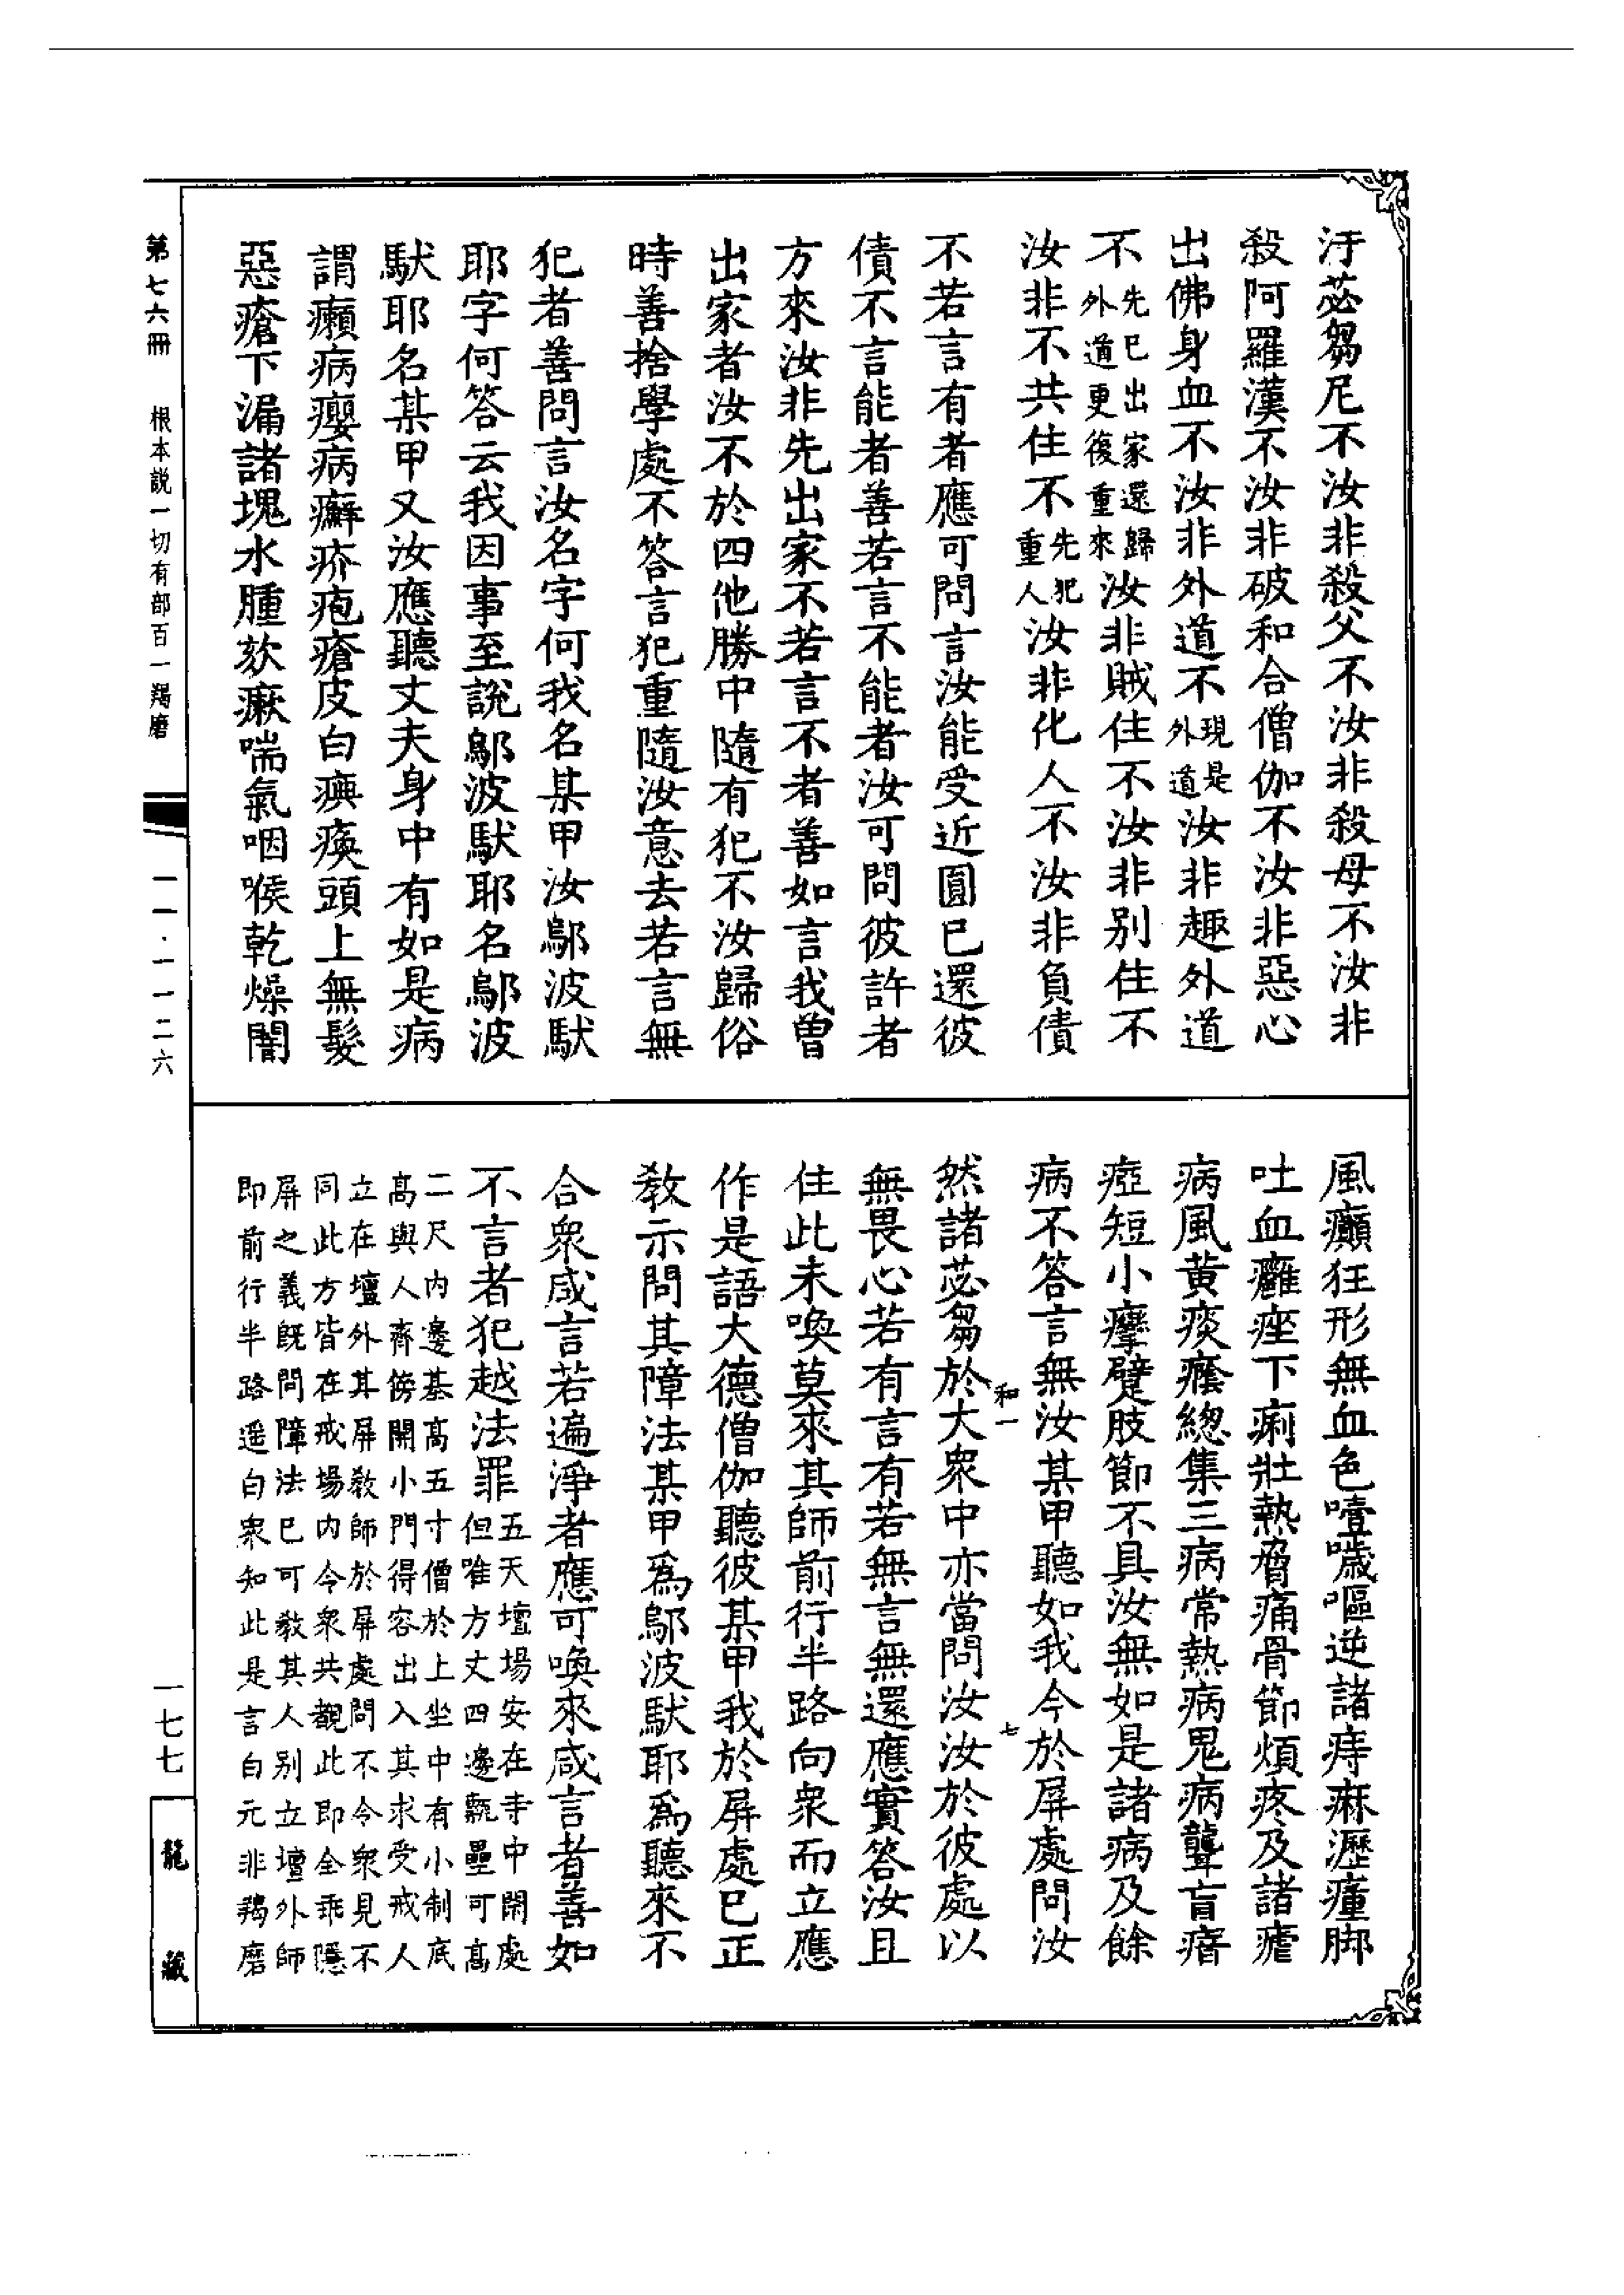 汙苾芻尼不汝非殺父不汝非殺母不汝非
殺阿羅漢不汝非破和合僧伽不汝非惡心
出佛身血不汝非外道不現是外道汝非趣外道
不先已出家還歸外道更復重來汝非賊住不汝非別住不
汝非不共住不先犯重人汝非化人不汝非負債
不若言有者應可問言汝能受近圓已還彼
債不言能者善若言不能者汝可問彼許者
方來汝非先出家不若言不者善如言我曾
出家者汝不於四他勝中隨有犯不汝歸俗
時善捨學處不答言犯重隨汝意去若言無
犯者善問言汝名字何我名某甲汝鄔波馱
耶字何答云我因事至說鄔波馱耶名鄔波
馱耶名某甲又汝應聽丈夫身中有如是病
謂癩病癭病癬疥疱瘡皮白痶瘓頭上無髮
惡瘡下漏諸塊水腫欬瘷喘氣咽喉乾燥闇
風癲狂形無血色噎噦嘔逆諸痔痳瀝瘇脚
吐血癰痤下痢壯熱脅痛骨節煩疼及諸瘧
病風黃痰癊總集三病常熱病鬼病聾盲瘖
瘂短小攣躄肢節不具汝無如是諸病及餘
病不答言無汝某甲聽如我今於屏處問汝
和一
七
然諸苾芻於大衆中亦當問汝汝於彼處以
無畏心若有言有若無言無還應實答汝且
住此未喚莫來其師前行半路向衆而立應
作是語大德僧伽聽彼某甲我於屏處已正
教示問其障法某甲爲鄔波馱耶爲聽來不
合衆咸言若遍淨者應可喚來咸言者善如
不言者犯越法罪五天壇場安在寺中閑處但唯方丈四邊甎壘可高
二尺内邊基高五寸僧於上坐中有小制底高與人齊傍開小門得容出入其求受戒人
立在壇外其屏教師於屏處問不令衆見不同此方皆在戒場内令衆共觀此即全乖隱
屏之義既問障法已可教其人別立壇外師即前行半路遥白衆知此是言白元非羯磨
第七六冊
根本說一切有部百一羯磨
一一·一一二六
一七七
龍藏